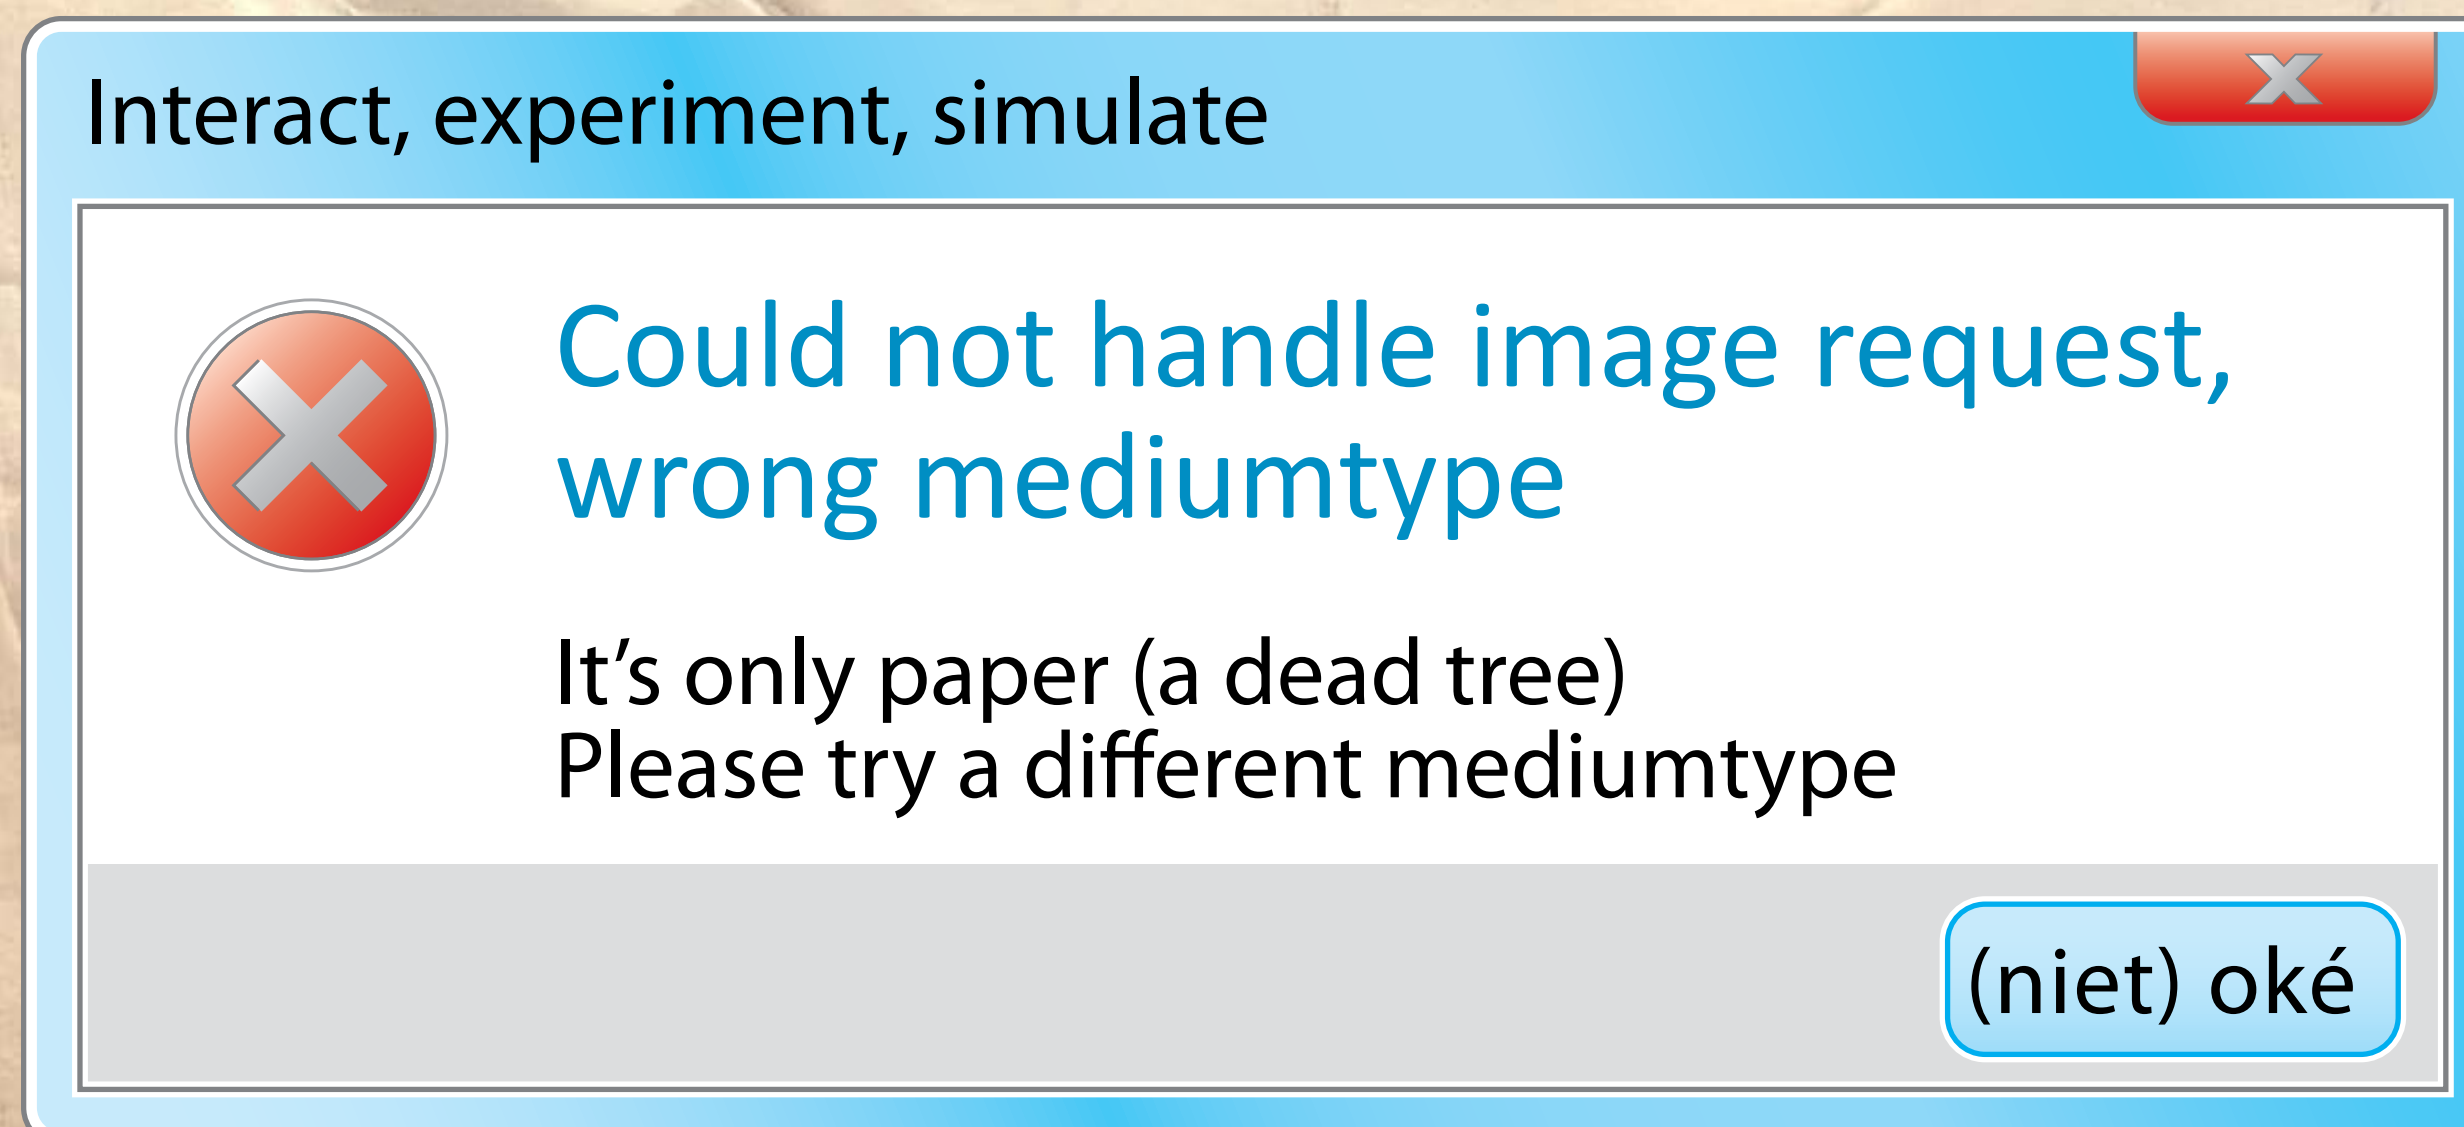 Interact, experiment, simulate
Could not handle image request,
wrong mediumtype
It’s only paper (a dead tree)
Please try a different mediumtype
(niet) oké